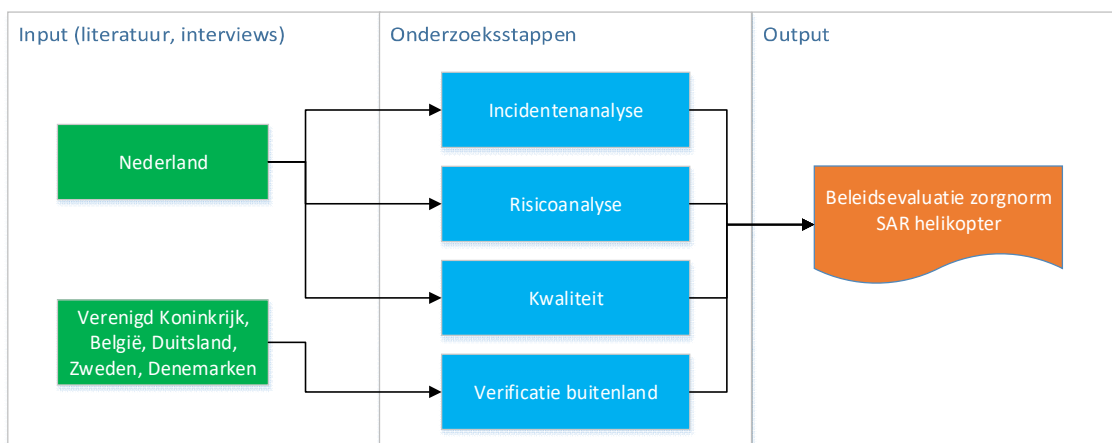 Input (literatuur, interviews)
Onderzoeksstappen
Output
Nederland
Verenigd Koninkrijk,
België, Duitsland,
Zweden, Denemarken
Incidentenanalyse
Risicoanalyse
Kwaliteit
Verificatie buitenland
Beleidsevaluatie zorgnorm
SAR helikopter